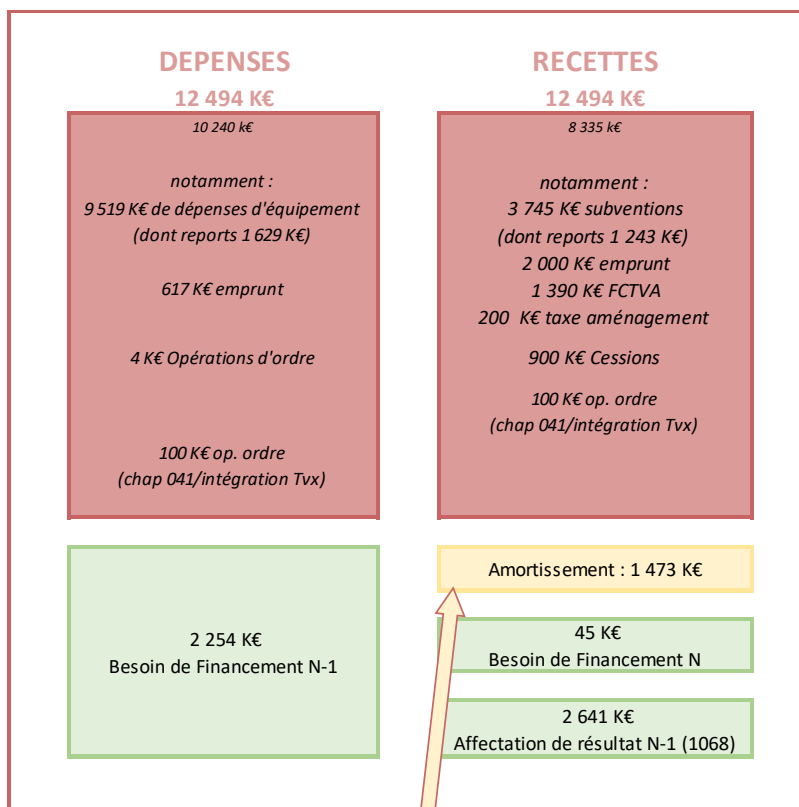 DEPENSES
12 494 K€
10 240 k€
notamment :
9 519 K€ de dépenses d'équipement
(dont reports 1 629 K€)
617 K€ emprunt
4 K€ Opérations d'ordre
100 K€ op. ordre
(chap 041/intégration Tvx)
2 254 K€
Besoin de Financement N-1
RECETTES
12 494 K€
8 335 k€
notamment :
3 745 K€ subventions
(dont reports 1 243 K€)
2 000 K€ emprunt
1 390 K€ FCTVA
200 K€ taxe aménagement
900 K€ Cessions
100 K€ op. ordre
(chap 041/intégration Tvx)
Amortissement : 1 473 K€
45 K€
Besoin de Financement N
2 641 K€
Affectation de résultat N-1 (1068)